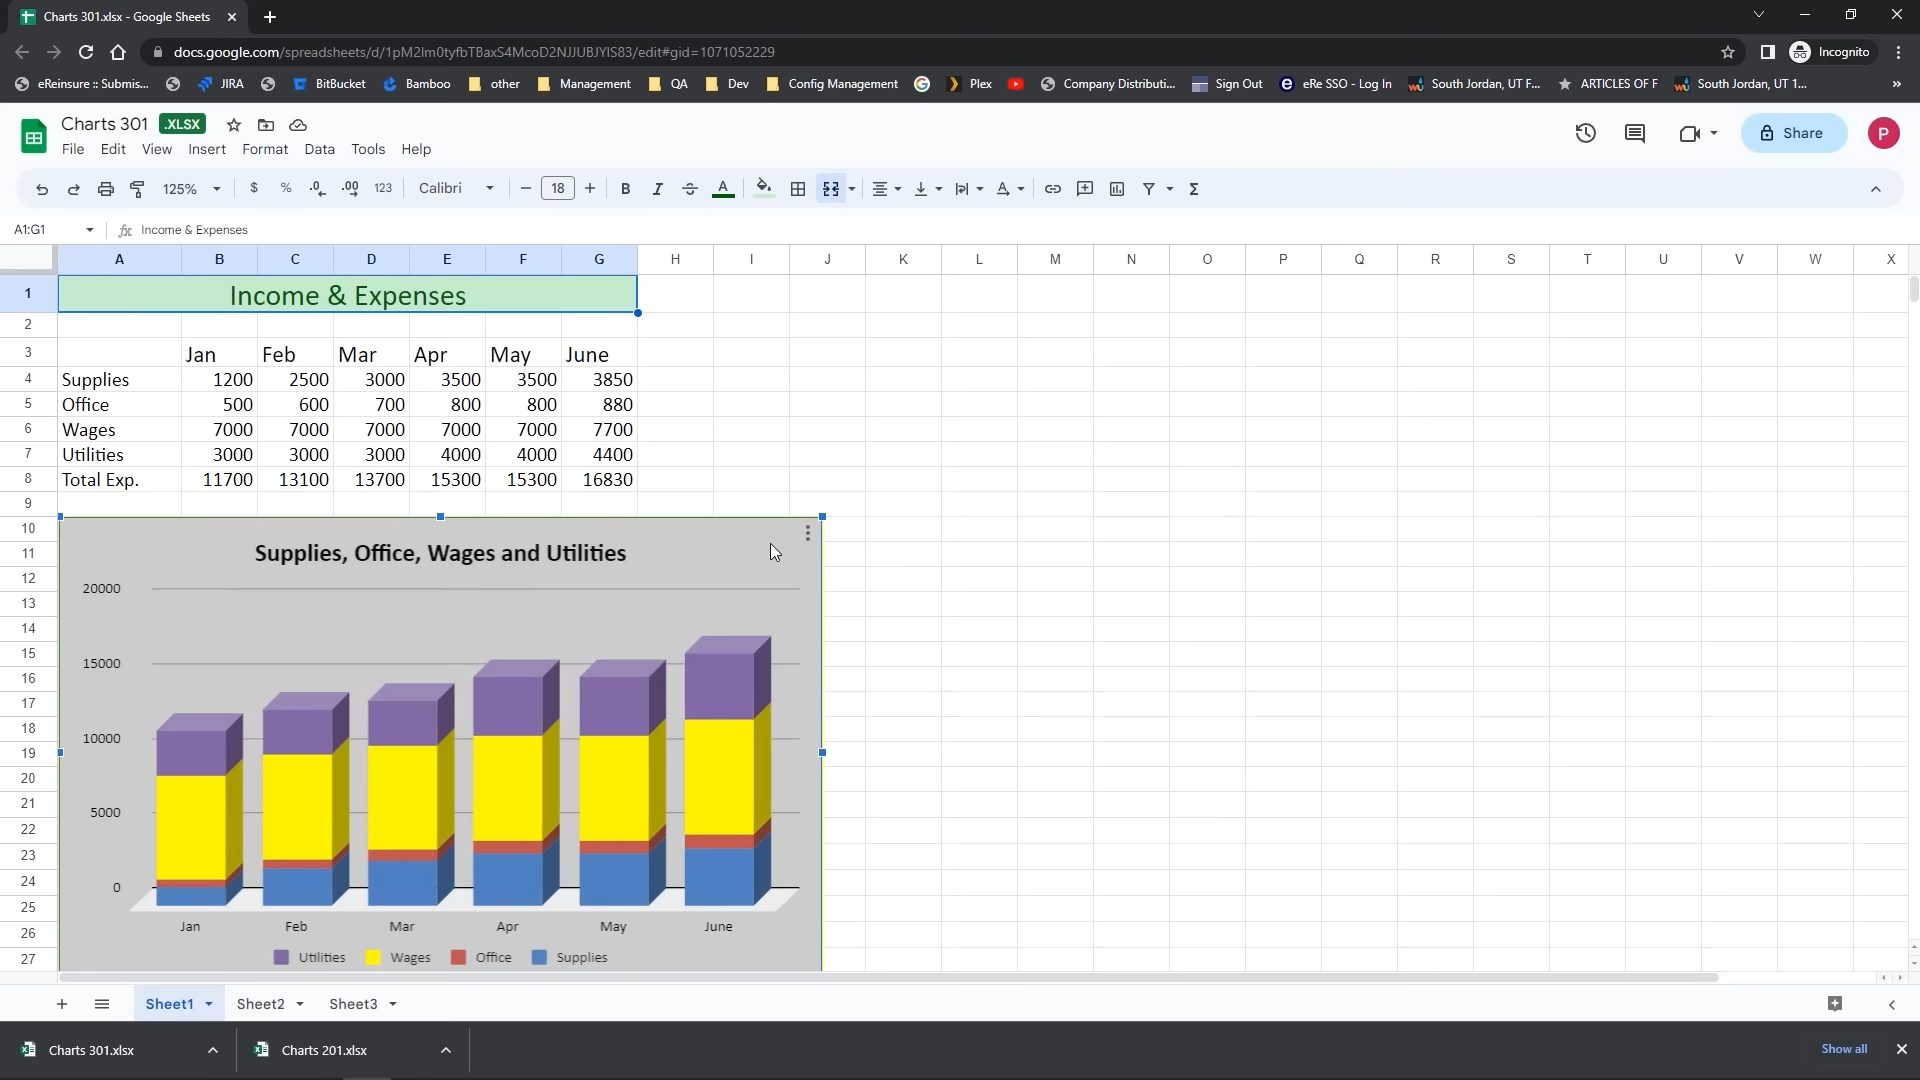 Charts 301.xlsx - Google Sheets
docs.google.com/spreadsheets/d/1pM2Im0tyfbTBaxS4McoD2NJJUBJYlS83/edit#gid=1071052229
Incognito
eReinsure :: Submis... JIRA BitBucket Bamboo other Management QA Dev Config Management Plex Company Distributi... Sign Out eRe SSO - Log In South Jordan, UT F... ARTICLES OF F South Jordan, UT 1... »
Charts 301 .XLSX
Share P
File Edit View Insert Format Data Tools Help
125% $ % .0 .00 123 Calibri − 18 + B I A Σ
A1:G1 fx Income & Expenses
A B C D E F G H I J K L M N O P Q R S T U V W X
1 Income & Expenses
2
3 Jan Feb Mar Apr May June
4 Supplies 1200 2500 3000 3500 3500 3850
5 Office 500 600 700 800 800 880
6 Wages 7000 7000 7000 7000 7000 7700
7 Utilities 3000 3000 3000 4000 4000 4400
8 Total Exp. 11700 13100 13700 15300 15300 16830
9
10
11 Supplies, Office, Wages and Utilities
12
20000
13
14
15
15000
16
17
18
10000
19
20
21
5000
22
23
24
0
25
26 Jan Feb Mar Apr May June
27 Utilities Wages Office Supplies
Sheet1 Sheet2 Sheet3
Charts 301.xlsx Charts 201.xlsx Show all